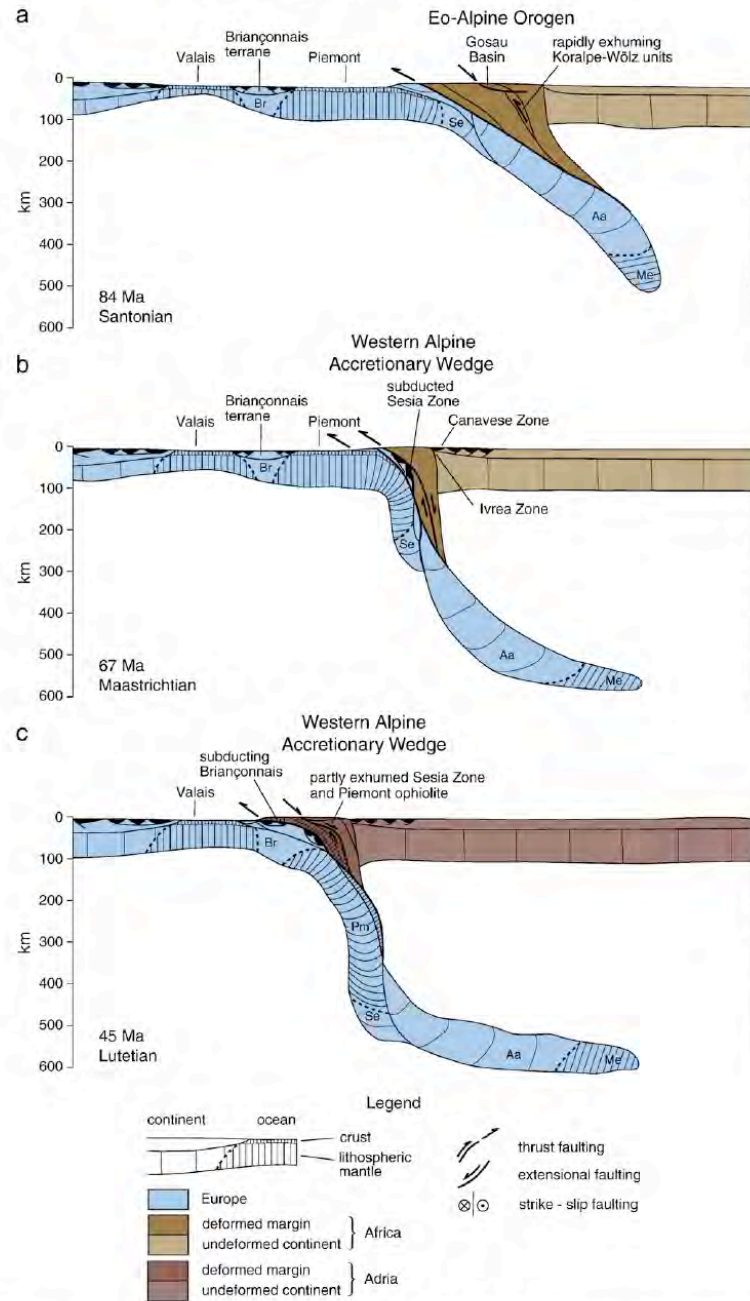 a
Eo-Alpine Orogen
Valais
Briançonnais
terrane
Piemont
Gosau
Basin
rapidly exhuming
Koralpe-Wölz units
0
100
200
300
400
500
600
km
Br
Se
Aa
Me
84 Ma
Santonian
b
Western Alpine
Accretionary Wedge
subducted
Sesia Zone
Valais
Briançonnais
terrane
Piemont
Canavese Zone
Ivrea Zone
0
100
200
300
400
500
600
km
Br
Se
Aa
Me
67 Ma
Maastrichtian
c
Western Alpine
Accretionary Wedge
subducting
Briançonnais
partly exhumed Sesia Zone
and Piemont ophiolite
Valais
0
100
200
300
400
500
600
km
Br
Pm
Se
Aa
Me
45 Ma
Lutetian
Legend
continent ocean
crust
lithospheric
mantle
thrust faulting
extensional faulting
strike - slip faulting
Europe
deformed margin
undeformed continent
Africa
deformed margin
undeformed continent
Adria